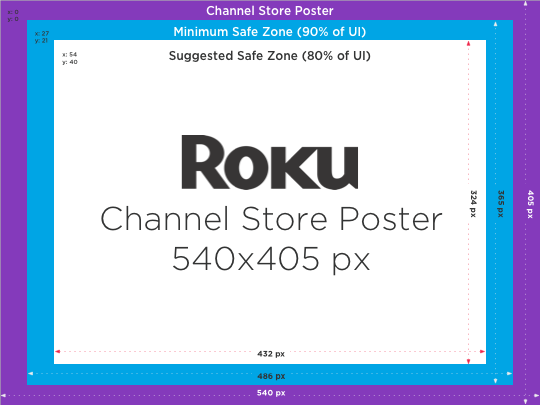 Channel Store Poster
x: 0
y: 0
Minimum Safe Zone (90% of UI)
x: 27
y: 21
Suggested Safe Zone (80% of UI)
x: 54
y: 40
Roku
Channel Store Poster
540x405 px
324 px
365 px
405 px
432 px
486 px
540 px